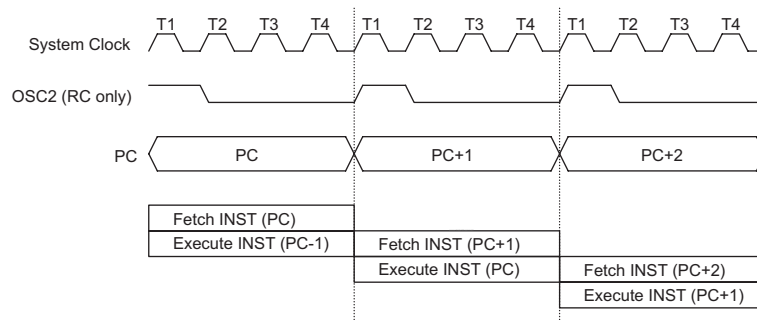 T1 T2 T3 T4 T1 T2 T3 T4 T1 T2 T3 T4
System Clock
OSC2 (RC only)
PC PC PC+1 PC+2
Fetch INST (PC)
Execute INST (PC-1) Fetch INST (PC+1)
Execute INST (PC) Fetch INST (PC+2)
Execute INST (PC+1)